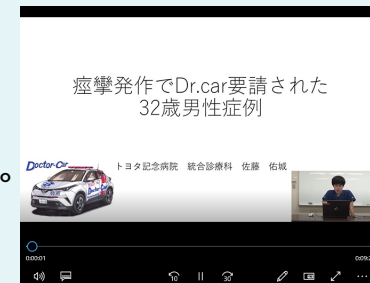 痙攣発作でDr.car要請された
32歳男性症例
Doctor-Car
トヨタ記念病院 統合診療科 佐藤 佑城
0:00:01
10
30